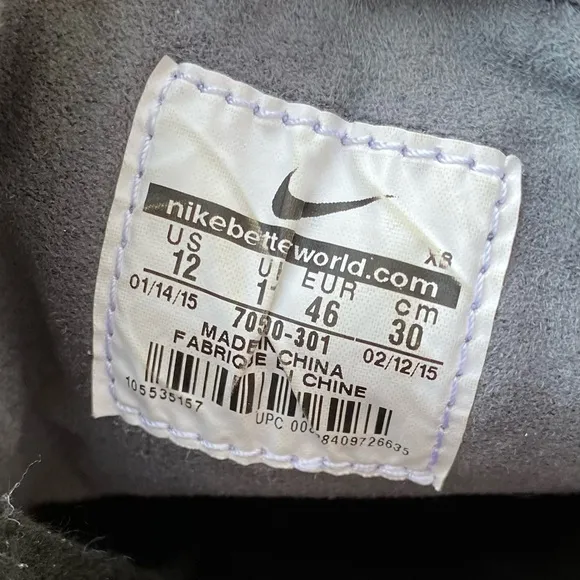 XS
nikebetterworld.com
US EUR cm
12 46 30
01/14/15 02/12/15
MADE IN CHINA
FABRIQUE CHINE
105535157
UPC